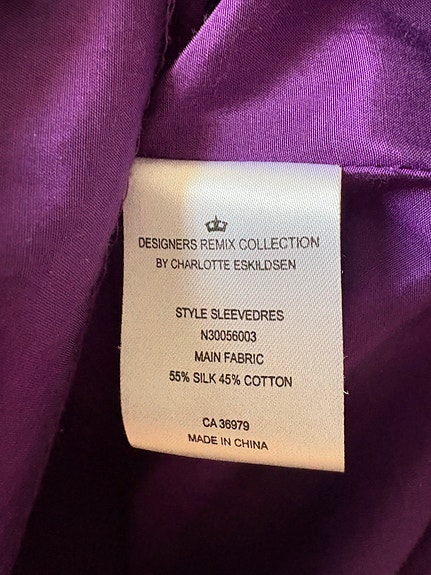 DESIGNERS REMIX COLLECTION
BY CHARLOTTE ESKILDSEN
STYLE SLEEVEDRES
N30056003
MAIN FABRIC
55% SILK 45% COTTON
CA 36979
MADE IN CHINA